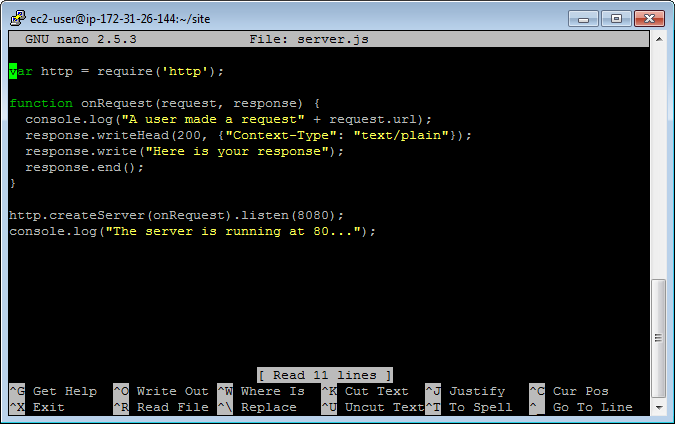 ec2-user@ip-172-31-26-144:~/site
GNU nano 2.5.3 File: server.js
var http = require('http');
function onRequest(request, response) {
console.log("A user made a request" + request.url);
response.writeHead(200, {"Context-Type": "text/plain"});
response.write("Here is your response");
response.end();
}
http.createServer(onRequest).listen(8080);
console.log("The server is running at 80...");
[ Read 11 lines ]
^G Get Help ^O Write Out ^W Where Is ^K Cut Text ^J Justify ^C Cur Pos
^X Exit ^R Read File ^\ Replace ^U Uncut Text ^T To Spell ^_ Go To Line